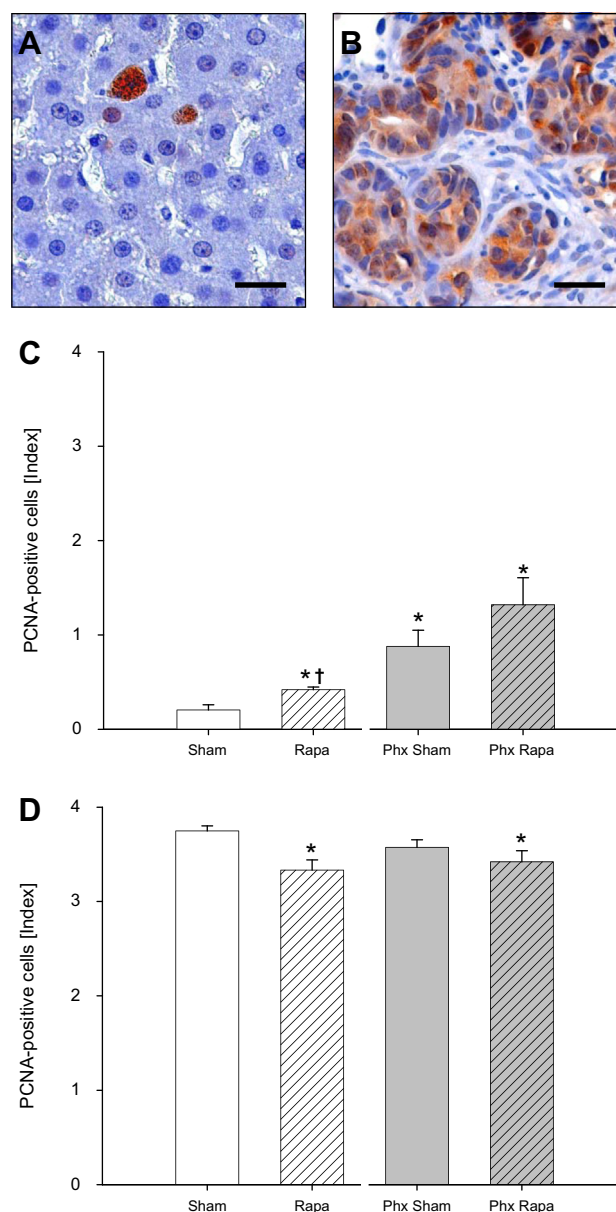 A B
C
PCNA-positive cells [Index]
4
3
2
1
0
* † * *
Sham Rapa Phx Sham Phx Rapa
D
PCNA-positive cells [Index]
4
3
2
1
0
* *
Sham Rapa Phx Sham Phx Rapa